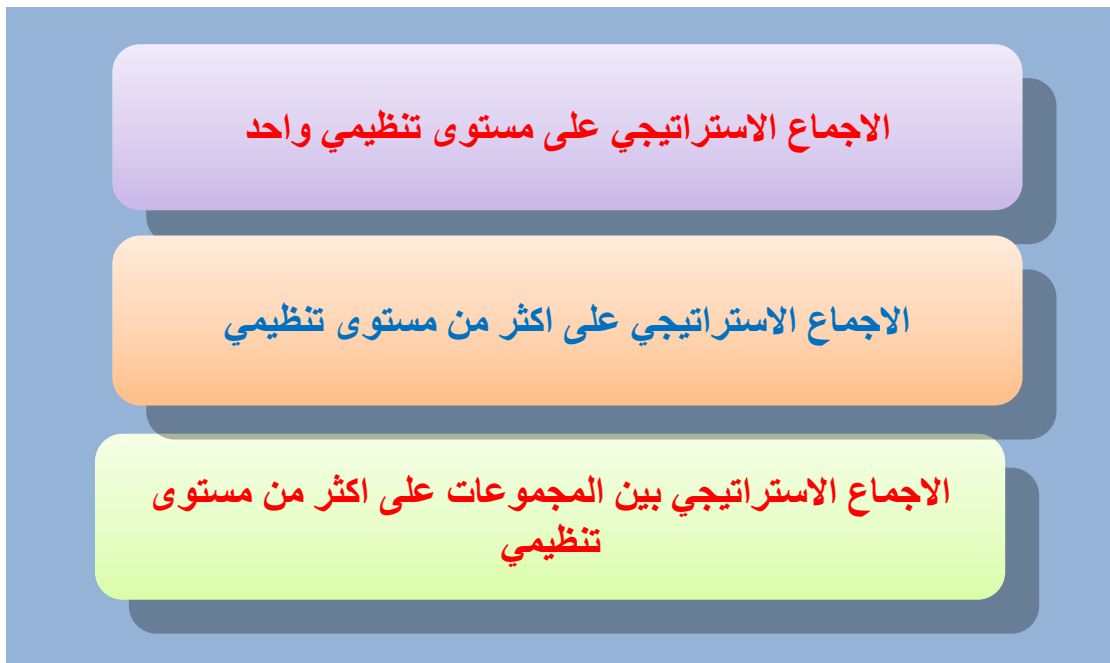 الاجماع الاستراتيجي على مستوى تنظيمي واحد
الاجماع الاستراتيجي على اكثر من مستوى تنظيمي
الاجماع الاستراتيجي بين المجموعات على اكثر من مستوى
تنظيمي